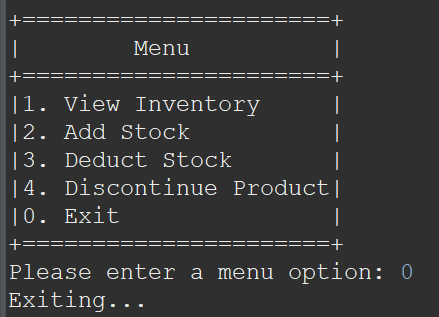 +======================+
|        Menu          |
+======================+
|1. View Inventory     |
|2. Add Stock          |
|3. Deduct Stock       |
|4. Discontinue Product|
|0. Exit               |
+======================+
Please enter a menu option: 0
Exiting...